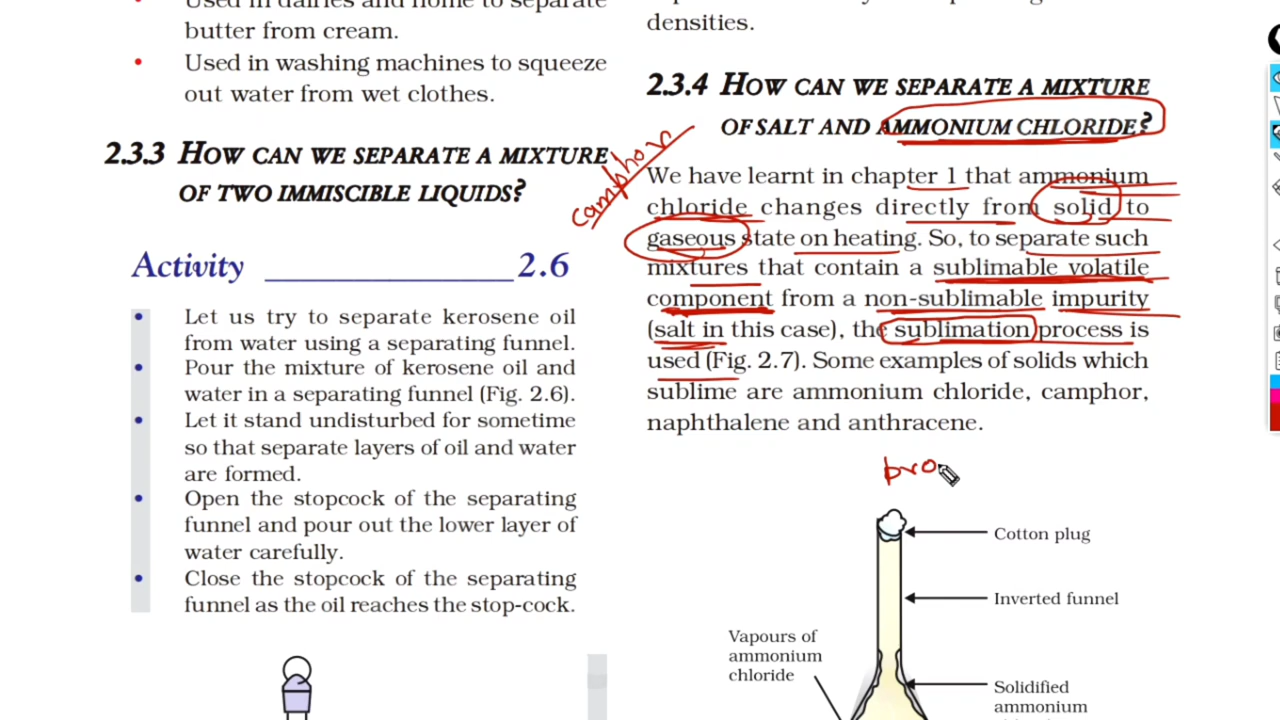 butter from cream.
• Used in washing machines to squeeze
out water from wet clothes.
2.3.3 HOW CAN WE SEPARATE A MIXTURE
OF TWO IMMISCIBLE LIQUIDS?
Activity 2.6
• Let us try to separate kerosene oil
from water using a separating funnel.
• Pour the mixture of kerosene oil and
water in a separating funnel (Fig. 2.6).
• Let it stand undisturbed for sometime
so that separate layers of oil and water
are formed.
• Open the stopcock of the separating
funnel and pour out the lower layer of
water carefully.
• Close the stopcock of the separating
funnel as the oil reaches the stop-cock.
densities.
2.3.4 HOW CAN WE SEPARATE A MIXTURE
OF SALT AND AMMONIUM CHLORIDE?
camphor
We have learnt in chapter 1 that ammonium
chloride changes directly from solid to
gaseous state on heating. So, to separate such
mixtures that contain a sublimable volatile
component from a non-sublimable impurity
(salt in this case), the sublimation process is
used (Fig. 2.7). Some examples of solids which
sublime are ammonium chloride, camphor,
naphthalene and anthracene.
pro
Cotton plug
Inverted funnel
Vapours of
ammonium
chloride
Solidified
ammonium